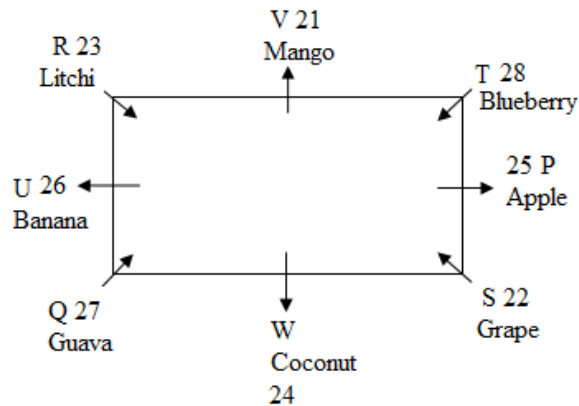 V 21
Mango
R 23
Litchi
T 28
Blueberry
U 26
Banana
25 P
Apple
Q 27
Guava
W
Coconut
24
S 22
Grape